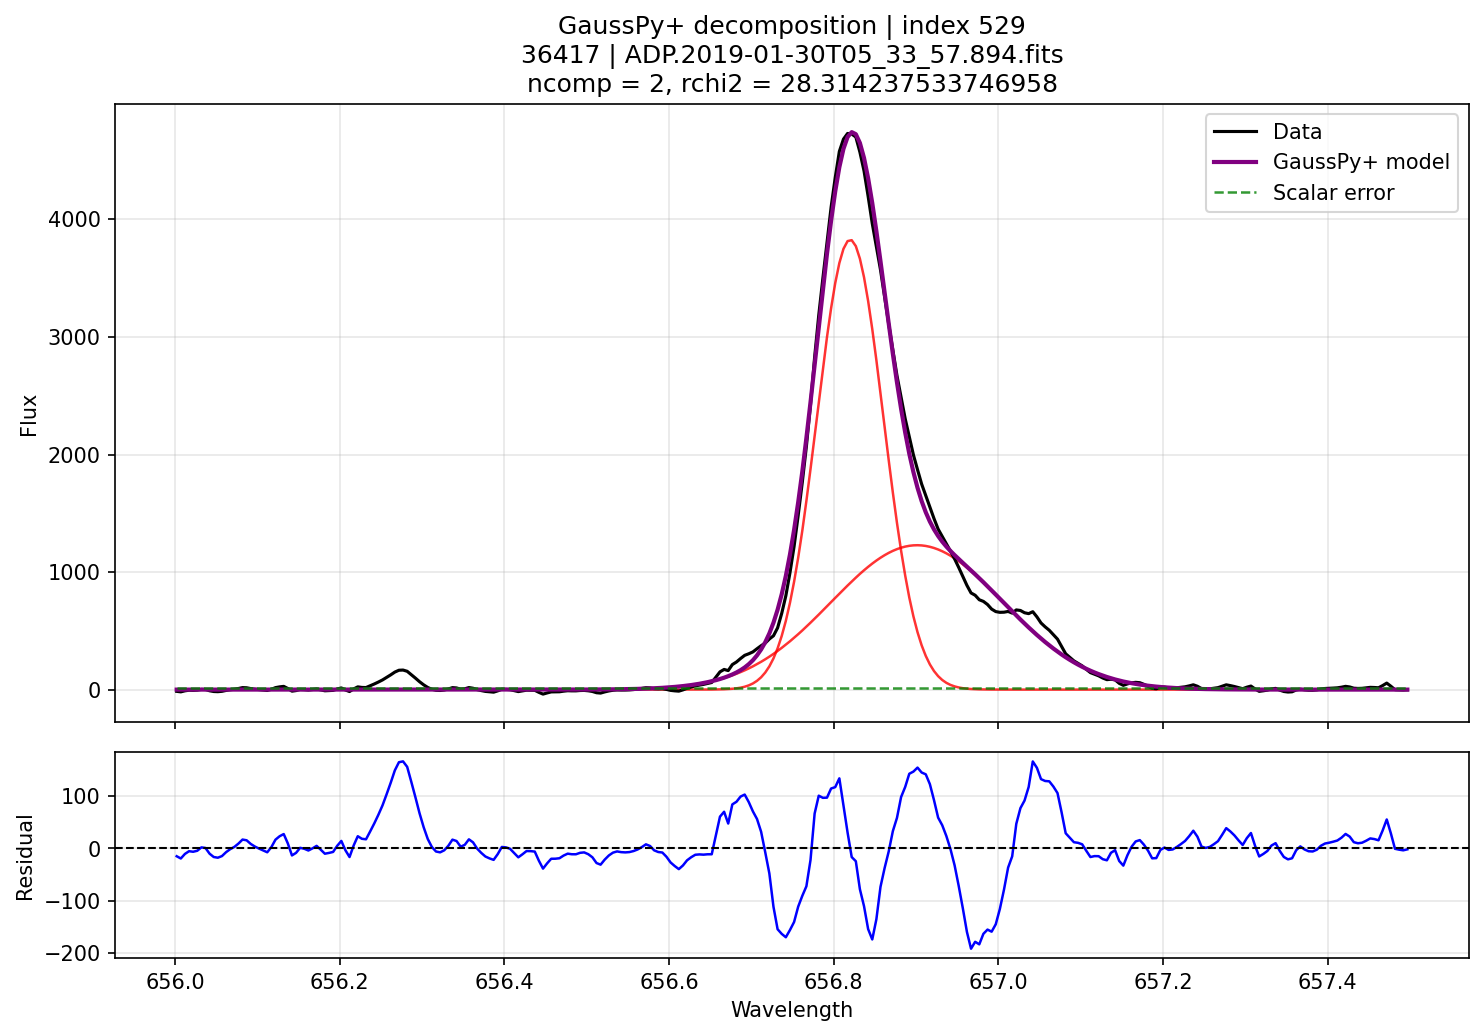 GaussPy+ decomposition | index 529
36417 | ADP.2019-01-30T05_33_57.894.fits
ncomp = 2, rchi2 = 28.314237533746958
Data
GaussPy+ model
Scalar error
Flux
4000
3000
2000
1000
0
Residual
100
0
−100
−200
656.0 656.2 656.4 656.6 656.8 657.0 657.2 657.4
Wavelength